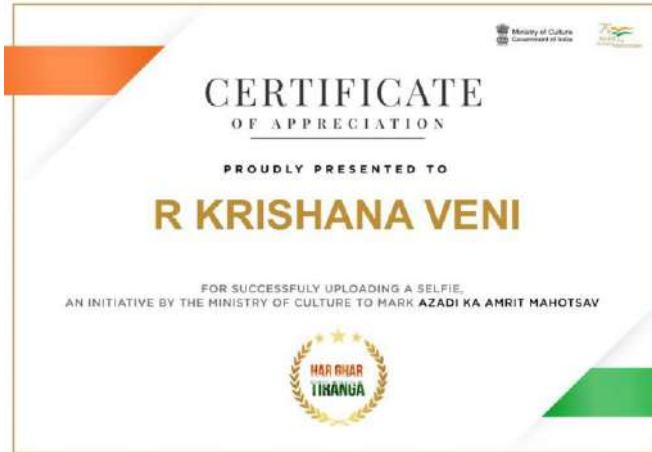 Ministry of Culture
Government of India
CERTIFICATE
OF APPRECIATION
PROUDLY PRESENTED TO
R KRISHANA VENI
FOR SUCCESSFULY UPLOADING A SELFIE,
AN INITIATIVE BY THE MINISTRY OF CULTURE TO MARK AZADI KA AMRIT MAHOTSAV
HAR GHAR
TIRANGA